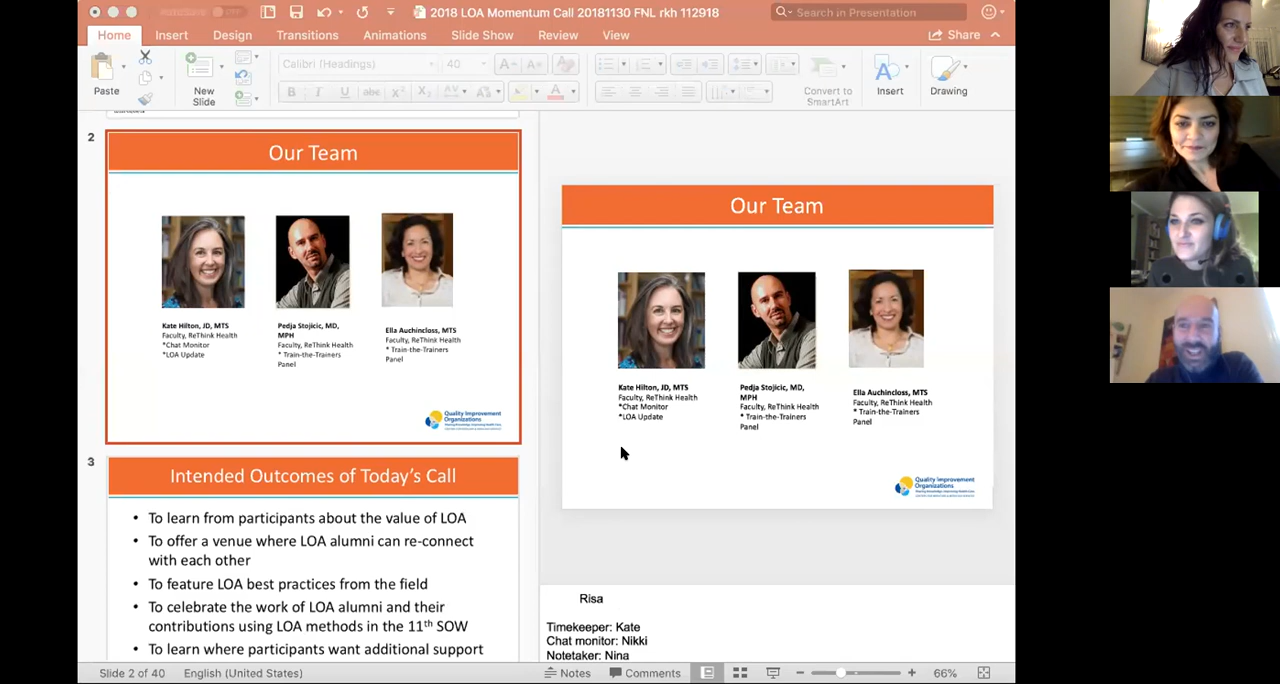 AutoSave OFF
2018 LOA Momentum Call 20181130 FNL rkh 112918
Search in Presentation
Home Insert Design Transitions Animations Slide Show Review View Share
Calibri (Headings) 40
Paste New Slide Convert to SmartArt Insert Drawing
2
Our Team
Kate Hilton, JD, MTS
Faculty, ReThink Health
*Chat Monitor
*LOA Update
Pedja Stojicic, MD,
MPH
Faculty, ReThink Health
* Train-the-Trainers
Panel
Ella Auchincloss, MTS
Faculty, ReThink Health
* Train-the-Trainers
Panel
Quality Improvement
Organizations
3
Intended Outcomes of Today's Call
• To learn from participants about the value of LOA
• To offer a venue where LOA alumni can re-connect
with each other
• To feature LOA best practices from the field
• To celebrate the work of LOA alumni and their
contributions using LOA methods in the 11th SOW
• To learn where participants want additional support
Our Team
Kate Hilton, JD, MTS
Faculty, ReThink Health
*Chat Monitor
*LOA Update
Pedja Stojicic, MD,
MPH
Faculty, ReThink Health
* Train-the-Trainers
Panel
Ella Auchincloss, MTS
Faculty, ReThink Health
* Train-the-Trainers
Panel
Quality Improvement
Organizations
Risa
Timekeeper: Kate
Chat monitor: Nikki
Notetaker: Nina
Slide 2 of 40 English (United States) Notes Comments 66%